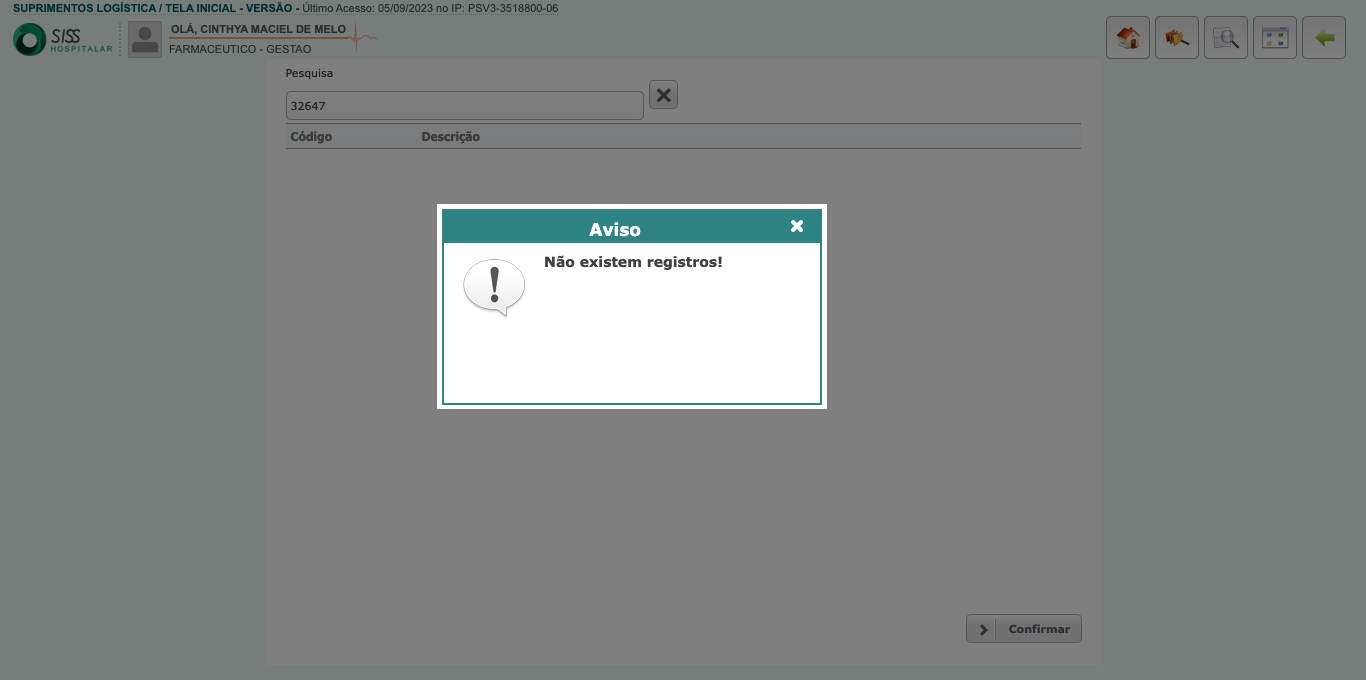 SUPRIMENTOS LOGÍSTICA / TELA INICIAL - VERSÃO - Último Acesso: 05/09/2023 no IP: PSV3-3518800-06
SISS
HOSPITALAR
OLÁ, CINTHYA MACIEL DE MELO
FARMACEUTICO - GESTAO
Pesquisa
32647
Código Descrição
Aviso
Não existem registros!
Confirmar